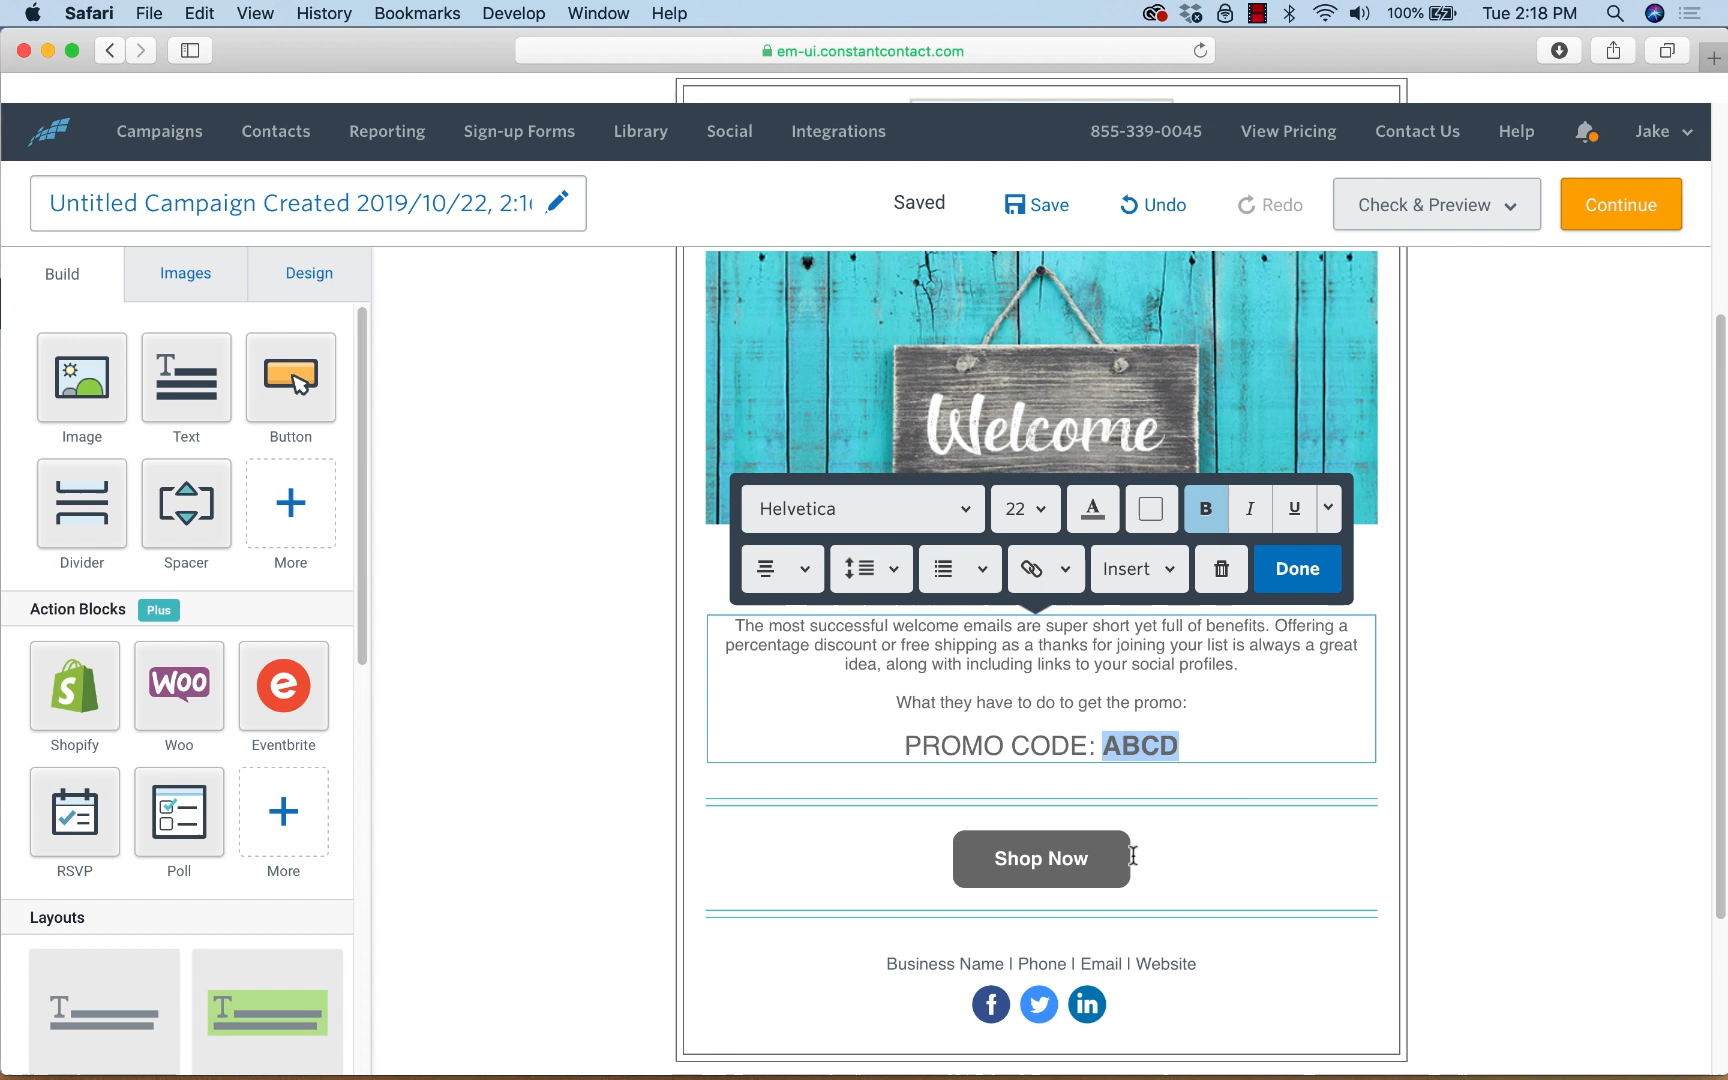 Safari File Edit View History Bookmarks Develop Window Help 100% Tue 2:18 PM
em-ui.constantcontact.com
Campaigns Contacts Reporting Sign-up Forms Library Social Integrations 855-339-0045 View Pricing Contact Us Help Jake
Untitled Campaign Created 2019/10/22, 2:1 Saved Save Undo Redo Check & Preview Continue
Build Images Design
Image Text Button
Divider Spacer More
Action Blocks Plus
Shopify Woo Eventbrite
RSVP Poll More
Layouts
Welcome
Helvetica 22 A B I U
Insert Done
The most successful welcome emails are super short yet full of benefits. Offering a
percentage discount or free shipping as a thanks for joining your list is always a great
idea, along with including links to your social profiles.
What they have to do to get the promo:
PROMO CODE: ABCD
Shop Now
Business Name | Phone | Email | Website